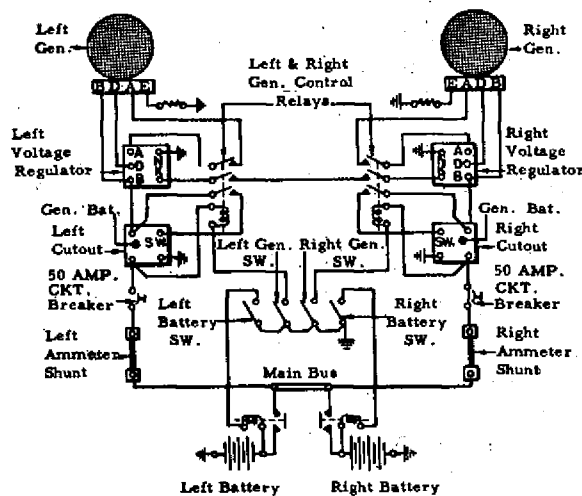 Left
Gen.
Right
Gen.
B D A E
E A D B
Left & Right
Gen. Control
Relays
Left
Voltage
Regulator
A
D
B
Right
Voltage
Regulator
A
D
B
Gen. Bat.
Left
Cutout
SW.
Gen. Bat.
Right
Cutout
SW.
Left Gen.
SW.
Right Gen.
SW.
50 AMP.
CKT.
Breaker
50 AMP.
CKT.
Breaker
Left
Battery
SW.
Right
Battery
SW.
Left
Ammeter
Shunt
Right
Ammeter
Shunt
Main Bus
Left Battery
Right Battery